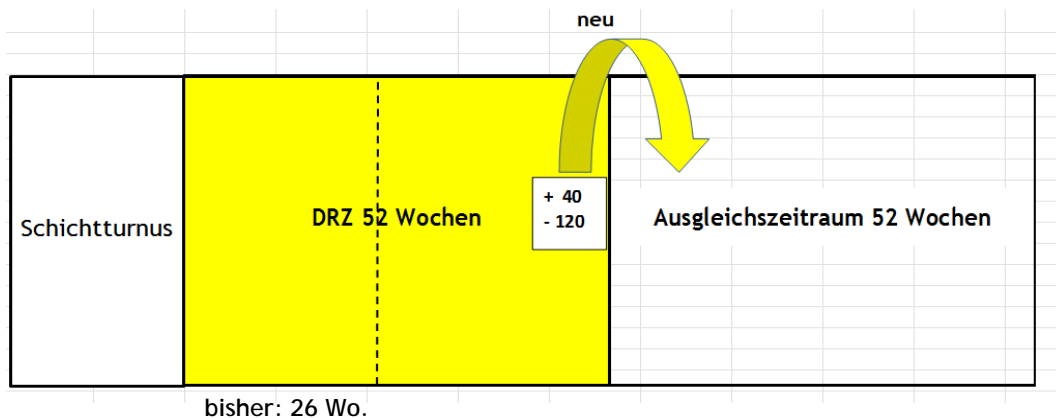 neu
Schichtturnus
DRZ 52 Wochen
+ 40
- 120
Ausgleichszeitraum 52 Wochen
bisher: 26 Wo.